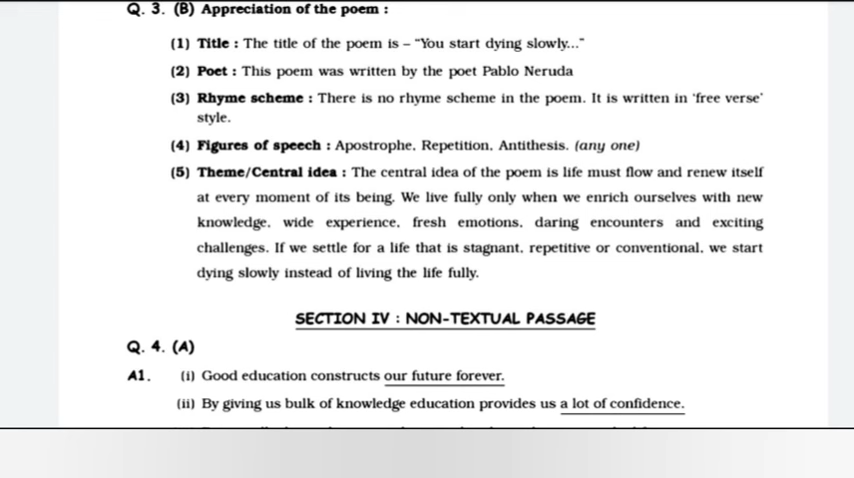 Q. 3. (B) Appreciation of the poem :
(1) Title : The title of the poem is – "You start dying slowly..."
(2) Poet : This poem was written by the poet Pablo Neruda
(3) Rhyme scheme : There is no rhyme scheme in the poem. It is written in 'free verse'
style.
(4) Figures of speech : Apostrophe, Repetition, Antithesis. (any one)
(5) Theme/Central idea : The central idea of the poem is life must flow and renew itself
at every moment of its being. We live fully only when we enrich ourselves with new
knowledge, wide experience, fresh emotions, daring encounters and exciting
challenges. If we settle for a life that is stagnant, repetitive or conventional, we start
dying slowly instead of living the life fully.
SECTION IV : NON-TEXTUAL PASSAGE
Q. 4. (A)
A1. (i) Good education constructs our future forever.
(ii) By giving us bulk of knowledge education provides us a lot of confidence.